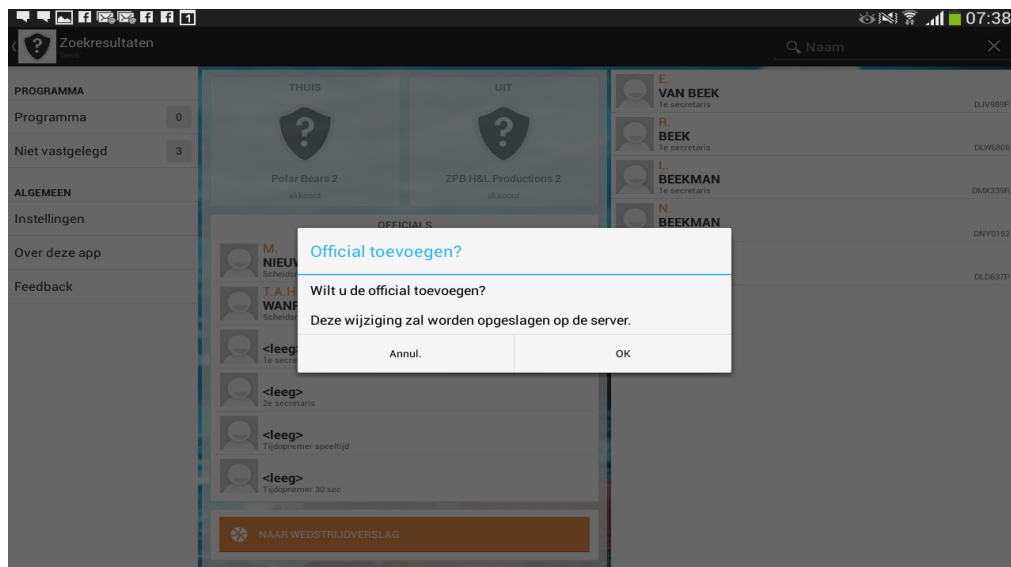 1
07:38
Zoekresultaten
beek
Naam
PROGRAMMA
Programma 0
Niet vastgelegd 3
ALGEMEEN
Instellingen
Over deze app
Feedback
THUIS
UIT
Polar Bears 2
akkoord
ZPB H&L Productions 2
akkoord
OFFICIALS
M.
NIEUW
Scheidsr
T.A.H
WANR
Scheidsr
<leeg>
1e secre
<leeg>
2e secretaris
<leeg>
Tijdopnemer speeltijd
<leeg>
Tijdopnemer 30 sec
NAAR WEDSTRIJDVERSLAG
E.
VAN BEEK
1e secretaris
DJV989P
R.
BEEK
1e secretaris
DLW6806
L.
BEEKMAN
1e secretaris
DMX339R
N.
BEEKMAN
DNY0152
DLD637P
Official toevoegen?
Wilt u de official toevoegen?
Deze wijziging zal worden opgeslagen op de server.
Annul.
OK